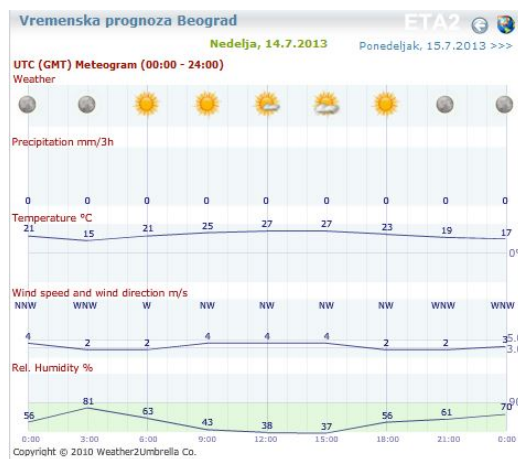 Vremenska prognoza Beograd
ETA2
Nedelja, 14.7.2013
Ponedeljak, 15.7.2013 >>>
UTC (GMT) Meteogram (00:00 - 24:00)
Weather
Precipitation mm/3h
0 0 0 0 0 0 0 0 0
Temperature °C
21 15 21 25 27 27 23 19 17
0°
Wind speed and wind direction m/s
NNW WNW W NW NW NW NW WNW WNW
4 2 2 4 4 4 2 2 3
5.0
3.0
Rel. Humidity %
90
56 81 63 43 38 37 56 61 70
0:00 3:00 6:00 9:00 12:00 15:00 18:00 21:00 0:00
Copyright © 2010 Weather2Umbrella Co.